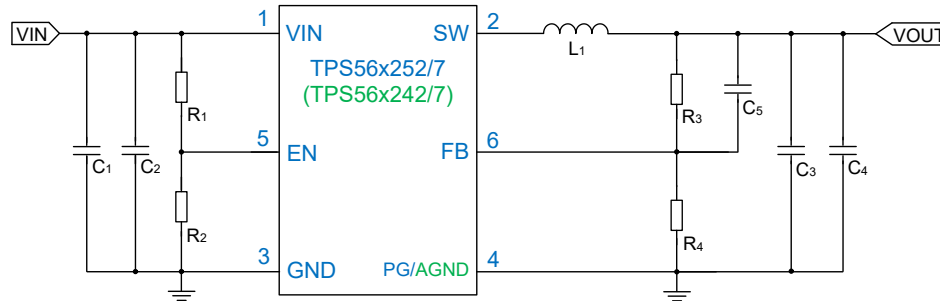 VIN
1
VIN
SW
2
L1
VOUT
TPS56x252/7
(TPS56x242/7)
R1
R3
C5
5
EN
FB
6
C1
C2
C3
C4
R2
R4
3
GND
PG/AGND
4